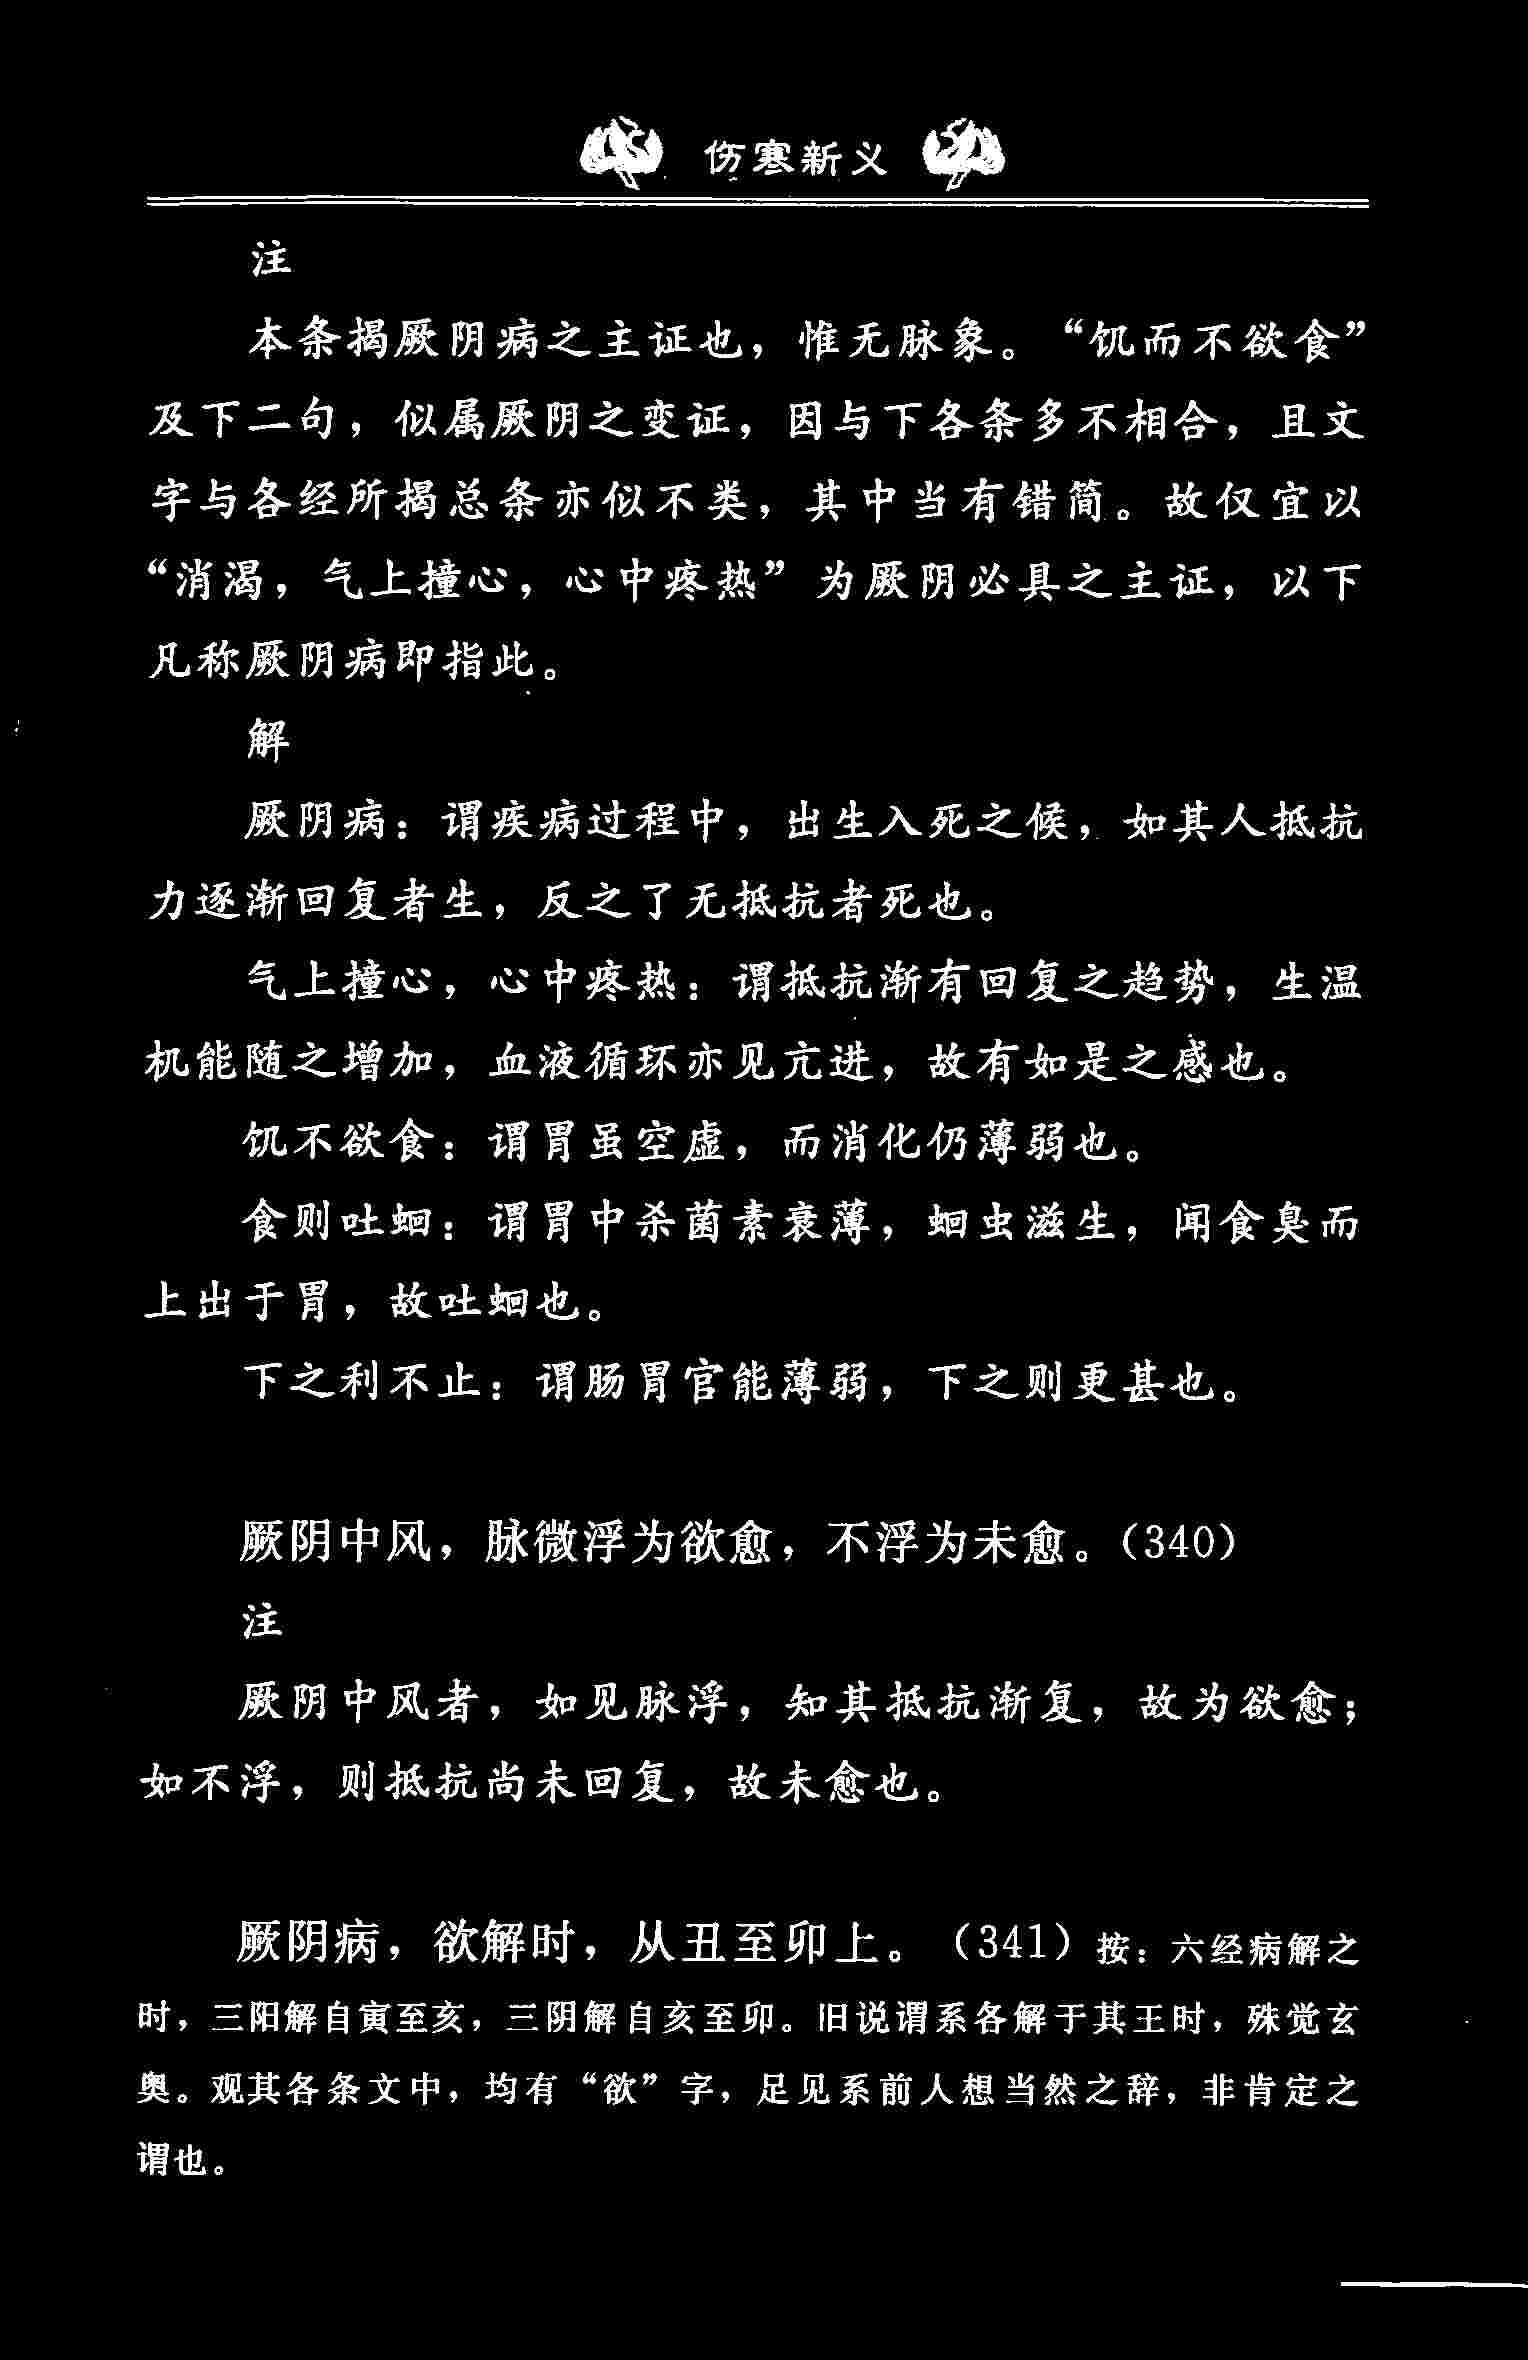 伤寒新义
注
本条揭厥阴病之主证也，惟无脉象。“饥而不欲食”
及下二句，似属厥阴之变证，因与下各条多不相合，且文
字与各经所揭总条亦似不类，其中当有错简。故仅宜以
“消渴，气上撞心，心中疼热”为厥阴必具之主证，以下
凡称厥阴病即指此。
解
厥阴病：谓疾病过程中，出生入死之候，如其人抵抗
力逐渐回复者生，反之了无抵抗者死也。
气上撞心，心中疼热：谓抵抗渐有回复之趋势，生温
机能随之增加，血液循环亦见亢进，故有如是之感也。
饥不欲食：谓胃虽空虚，而消化仍薄弱也。
食则吐蛔：谓胃中杀菌素衰薄，蛔虫滋生，闻食臭而
上出于胃，故吐蛔也。
下之利不止：谓肠胃官能薄弱，下之则更甚也。
厥阴中风，脉微浮为欲愈，不浮为未愈。（340）
注
厥阴中风者，如见脉浮，知其抵抗渐复，故为欲愈；
如不浮，则抵抗尚未回复，故未愈也。
厥阴病，欲解时，从丑至卯上。（341）按：六经病解之
时，三阳解自寅至亥，三阴解自亥至卯。旧说谓系各解于其王时，殊觉玄
奥。观其各条文中，均有“欲”字，足见系前人想当然之辞，非肯定之
谓也。